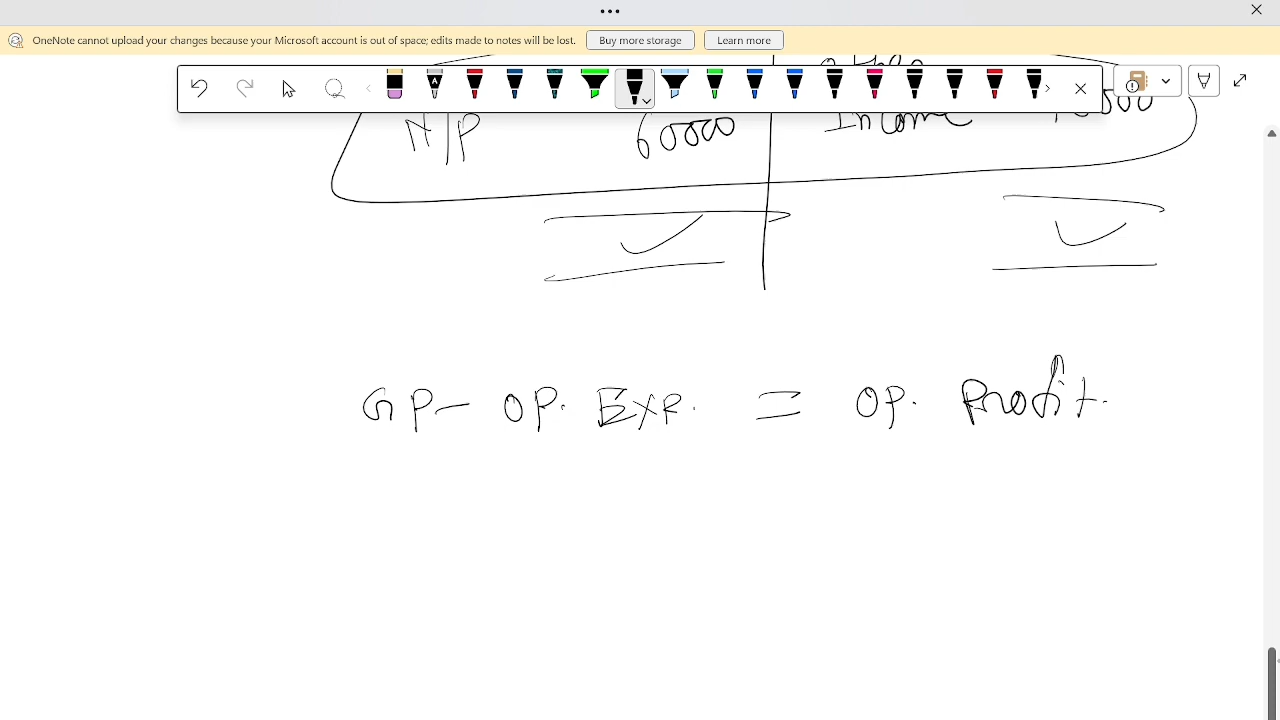 OneNote cannot upload your changes because your Microsoft account is out of space; edits made to notes will be lost. Buy more storage Learn more
N/P 60000 Income
GP - OP. EXP. = OP. Profit.